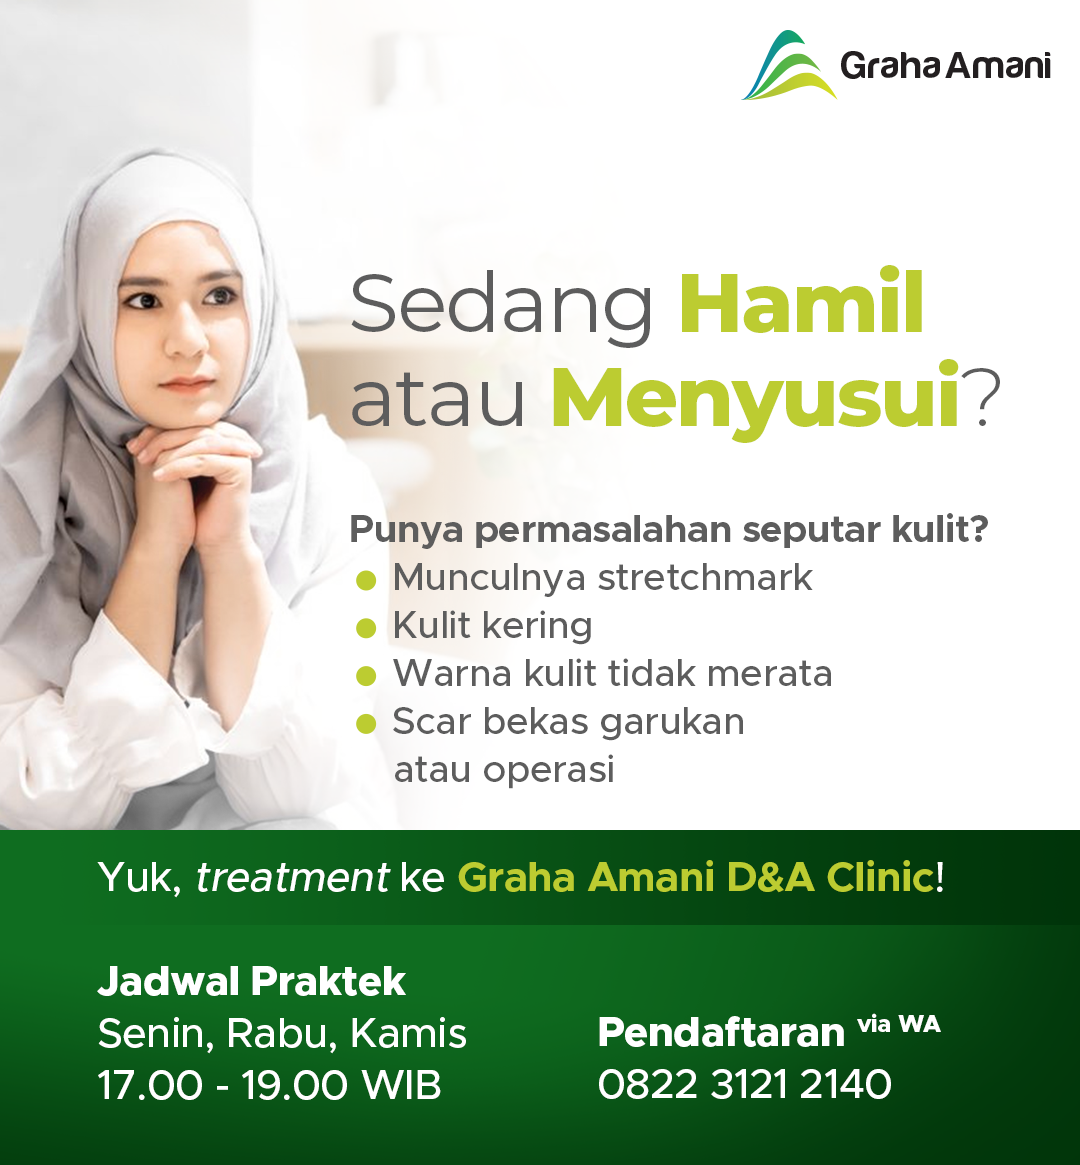 Graha Amani
Sedang Hamil
atau Menyusui?
Punya permasalahan seputar kulit?
Munculnya stretchmark
Kulit kering
Warna kulit tidak merata
Scar bekas garukan
atau operasi
Yuk, treatment ke Graha Amani D&A Clinic!
Jadwal Praktek
Senin, Rabu, Kamis
17.00 - 19.00 WIB
Pendaftaran via WA
0822 3121 2140